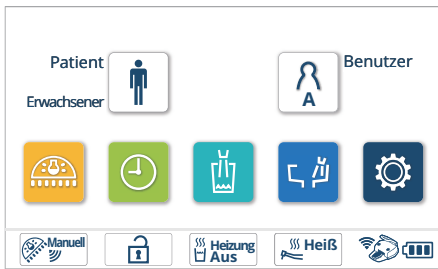 Patient
Benutzer
Erwachsener
A
Manuell
Heizung
Aus
Heiß